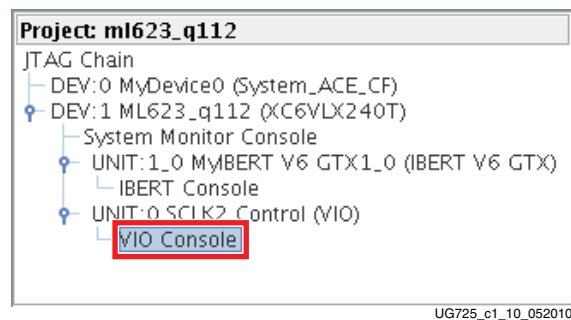 Project: ml623_q112
JTAG Chain
DEV:0 MyDevice0 (System_ACE_CF)
DEV:1 ML623_q112 (XC6VLX240T)
System Monitor Console
UNIT:1_0 MyIBERT V6 GTX1_0 (IBERT V6 GTX)
IBERT Console
UNIT:0 SCLK2 Control (VIO)
VIO Console
UG725_c1_10_052010